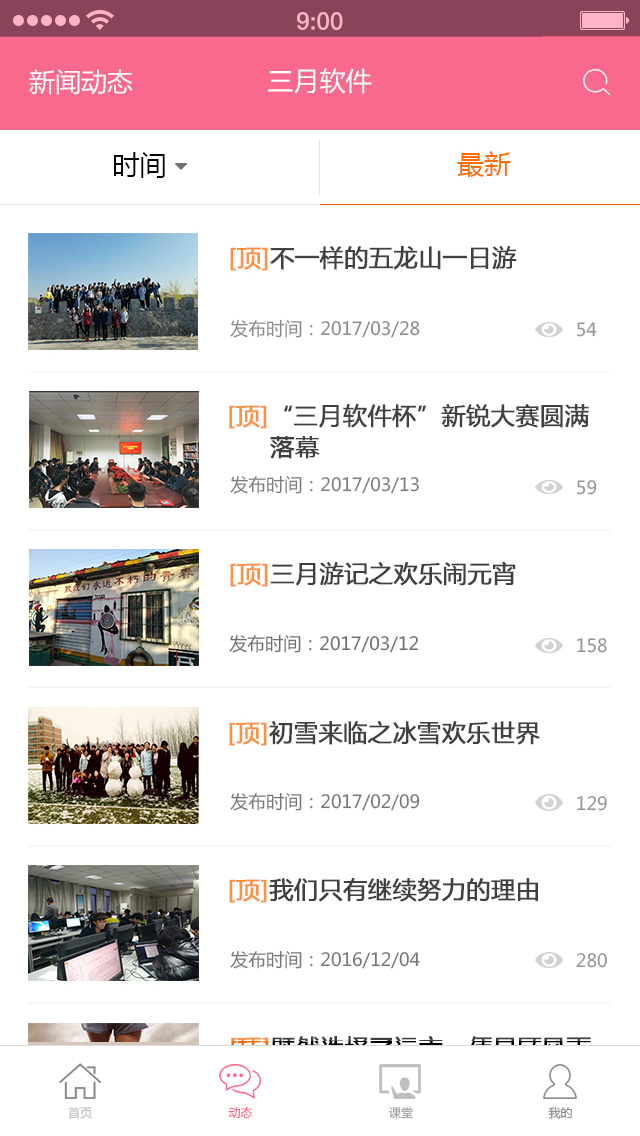 9:00
新闻动态
三月软件
时间
最新
[顶]不一样的五龙山一日游
发布时间：2017/03/28
54
[顶]“三月软件杯”新锐大赛圆满
落幕
发布时间：2017/03/13
59
[顶]三月游记之欢乐闹元宵
发布时间：2017/03/12
158
[顶]初雪来临之冰雪欢乐世界
发布时间：2017/02/09
129
[顶]我们只有继续努力的理由
发布时间：2016/12/04
280
首页
动态
课堂
我的